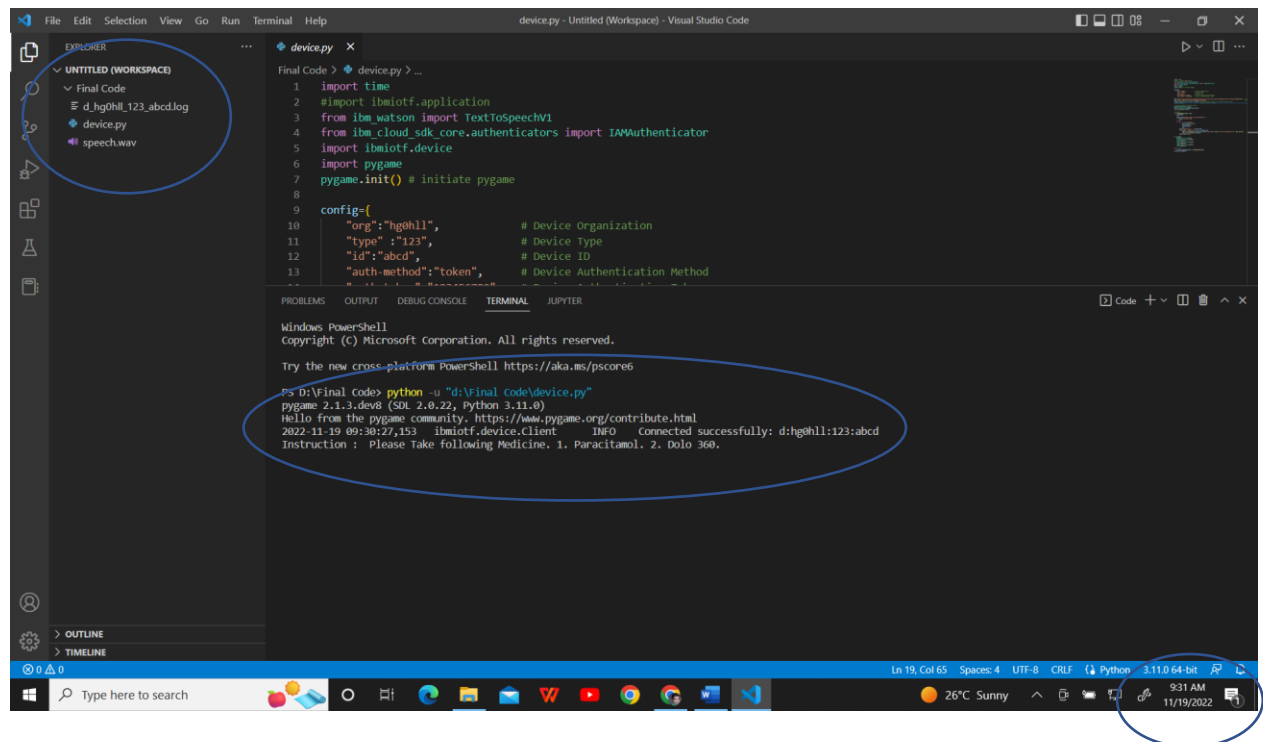 File Edit Selection View Go Run Terminal Help
device.py - Untitled (Workspace) - Visual Studio Code
EXPLORER
UNTITLED (WORKSPACE)
Final Code
d_hg0hll_123_abcd.log
device.py
speech.wav
OUTLINE
TIMELINE
device.py
Final Code > device.py > ...
1 import time
2 #import ibmiotf.application
3 from ibm_watson import TextToSpeechV1
4 from ibm_cloud_sdk_core.authenticators import IAMAuthenticator
5 import ibmiotf.device
6 import pygame
7 pygame.init() # initiate pygame
8
9 config={
10 "org":"hg0hll", # Device Organization
11 "type" :"123", # Device Type
12 "id":"abcd", # Device ID
13 "auth-method":"token", # Device Authentication Method
PROBLEMS OUTPUT DEBUG CONSOLE TERMINAL JUPYTER
Code
Windows PowerShell
Copyright (C) Microsoft Corporation. All rights reserved.
Try the new cross-platform PowerShell https://aka.ms/pscore6
PS D:\Final Code> python -u "d:\Final Code\device.py"
pygame 2.1.3.dev8 (SDL 2.0.22, Python 3.11.0)
Hello from the pygame community. https://www.pygame.org/contribute.html
2022-11-19 09:30:27,153 ibmiotf.device.Client INFO Connected successfully: d:hg0hll:123:abcd
Instruction : Please Take following Medicine. 1. Paracitamol. 2. Dolo 360.
0 0
Ln 19, Col 65 Spaces: 4 UTF-8 CRLF Python 3.11.0 64-bit
Type here to search
26°C Sunny
9:31 AM
11/19/2022
1